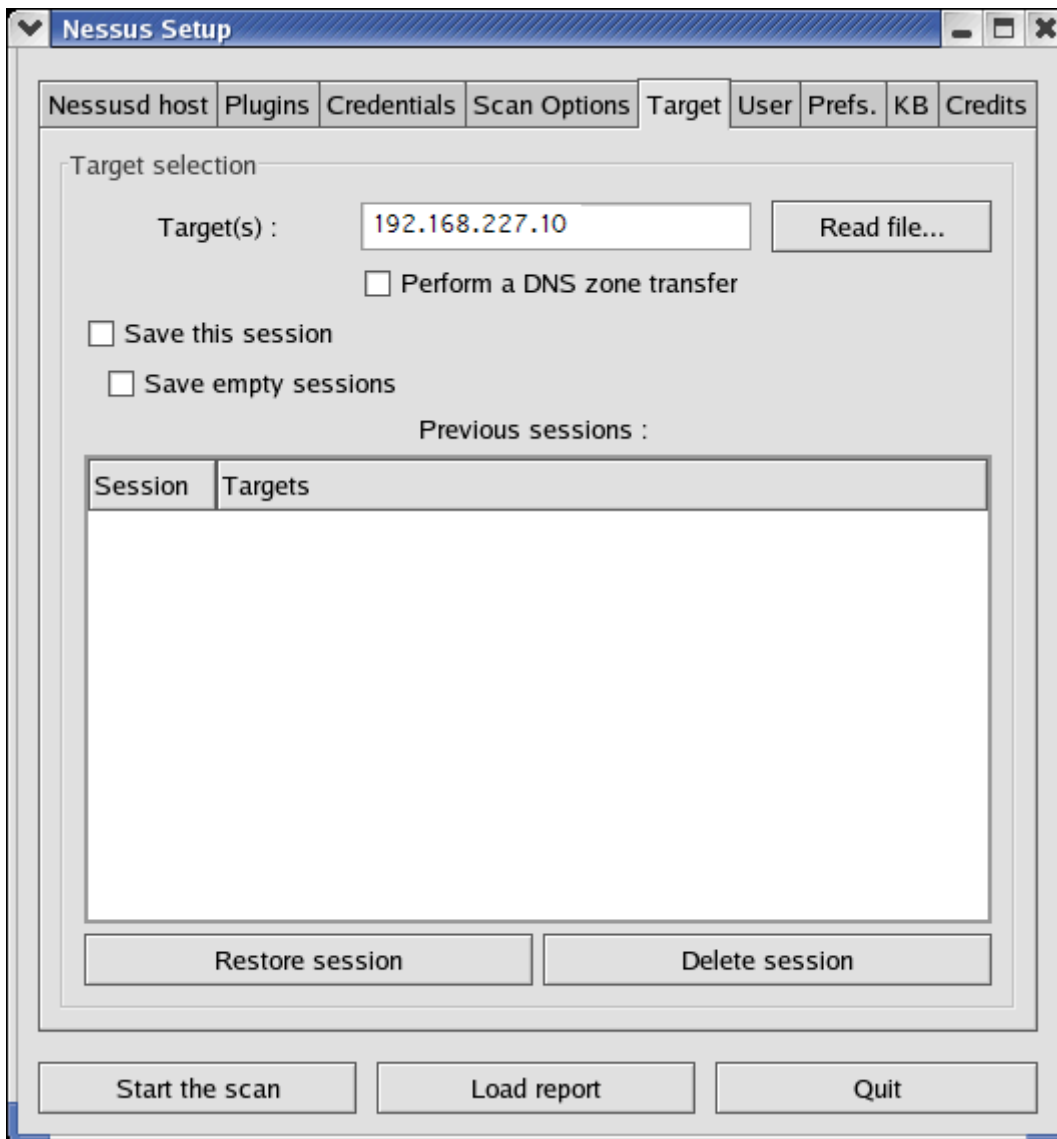 Nessus Setup
Nessusd host Plugins Credentials Scan Options Target User Prefs. KB Credits
Target selection
Target(s) : 192.168.227.10 Read file...
Perform a DNS zone transfer
Save this session
Save empty sessions
Previous sessions :
Session Targets
Restore session Delete session
Start the scan Load report Quit